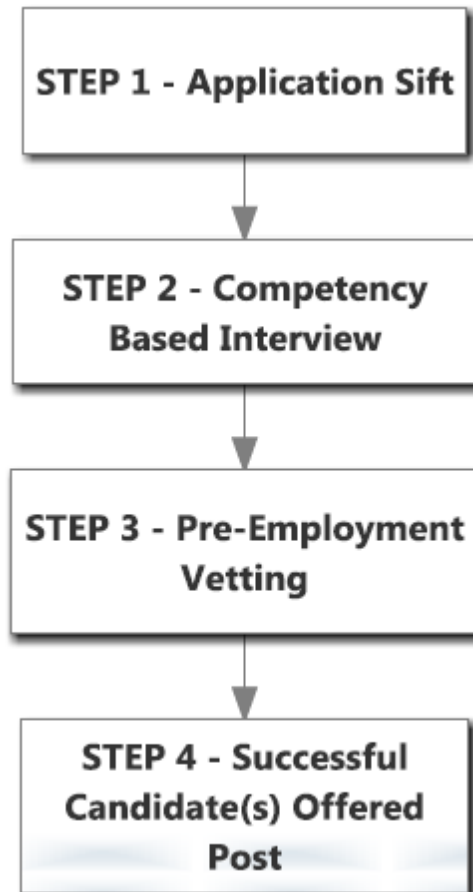 STEP 1 - Application Sift
STEP 2 - Competency
Based Interview
STEP 3 - Pre-Employment
Vetting
STEP 4 - Successful
Candidate(s) Offered
Post